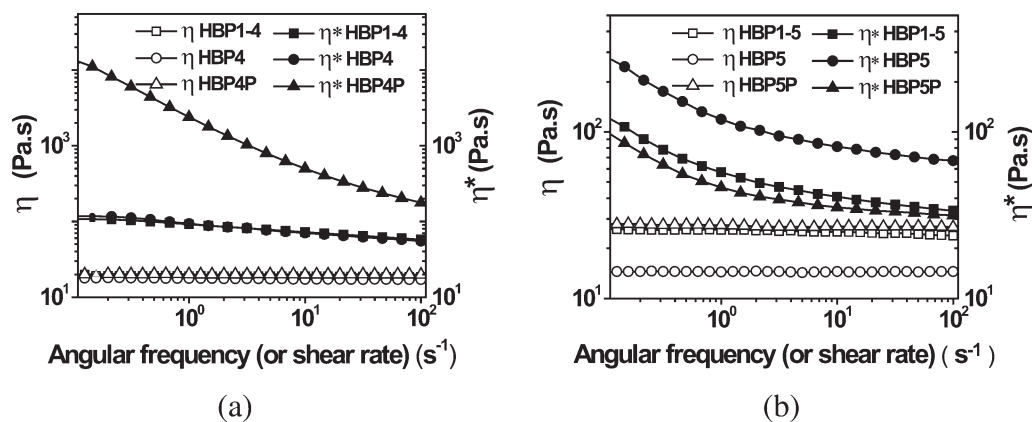 η HBP1-4 η* HBP1-4
η HBP4 η* HBP4
η HBP4P η* HBP4P
10³
10¹
η (Pa.s)
10³
10¹
η* (Pa.s)
10⁰ 10¹ 10²
Angular frequency (or shear rate) (s⁻¹)
(a)
η HBP1-5 η* HBP1-5
η HBP5 η* HBP5
η HBP5P η* HBP5P
10²
10¹
η (Pa.s)
10²
10¹
η* (Pa.s)
10⁰ 10¹ 10²
Angular frequency (or shear rate) ( s⁻¹)
(b)